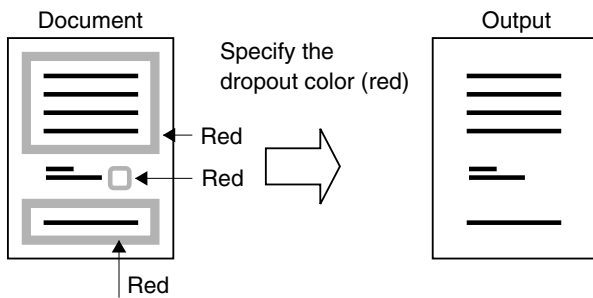 Document
Output
Specify the
dropout color (red)
Red
Red
Red